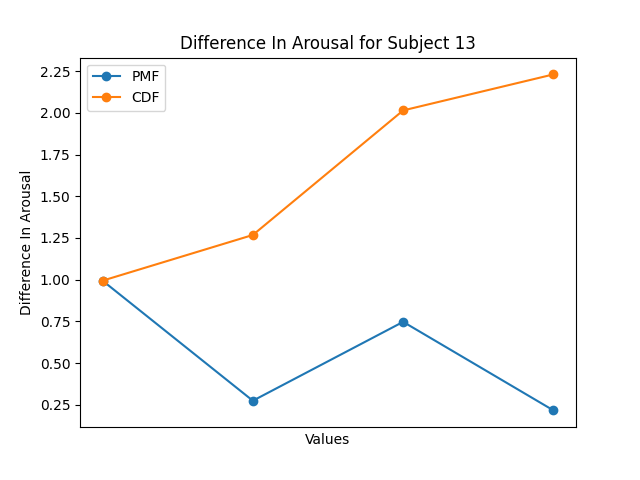 Difference In Arousal for Subject 13
PMF
CDF
2.25
2.00
1.75
1.50
1.25
1.00
0.75
0.50
0.25
Difference In Arousal
Values